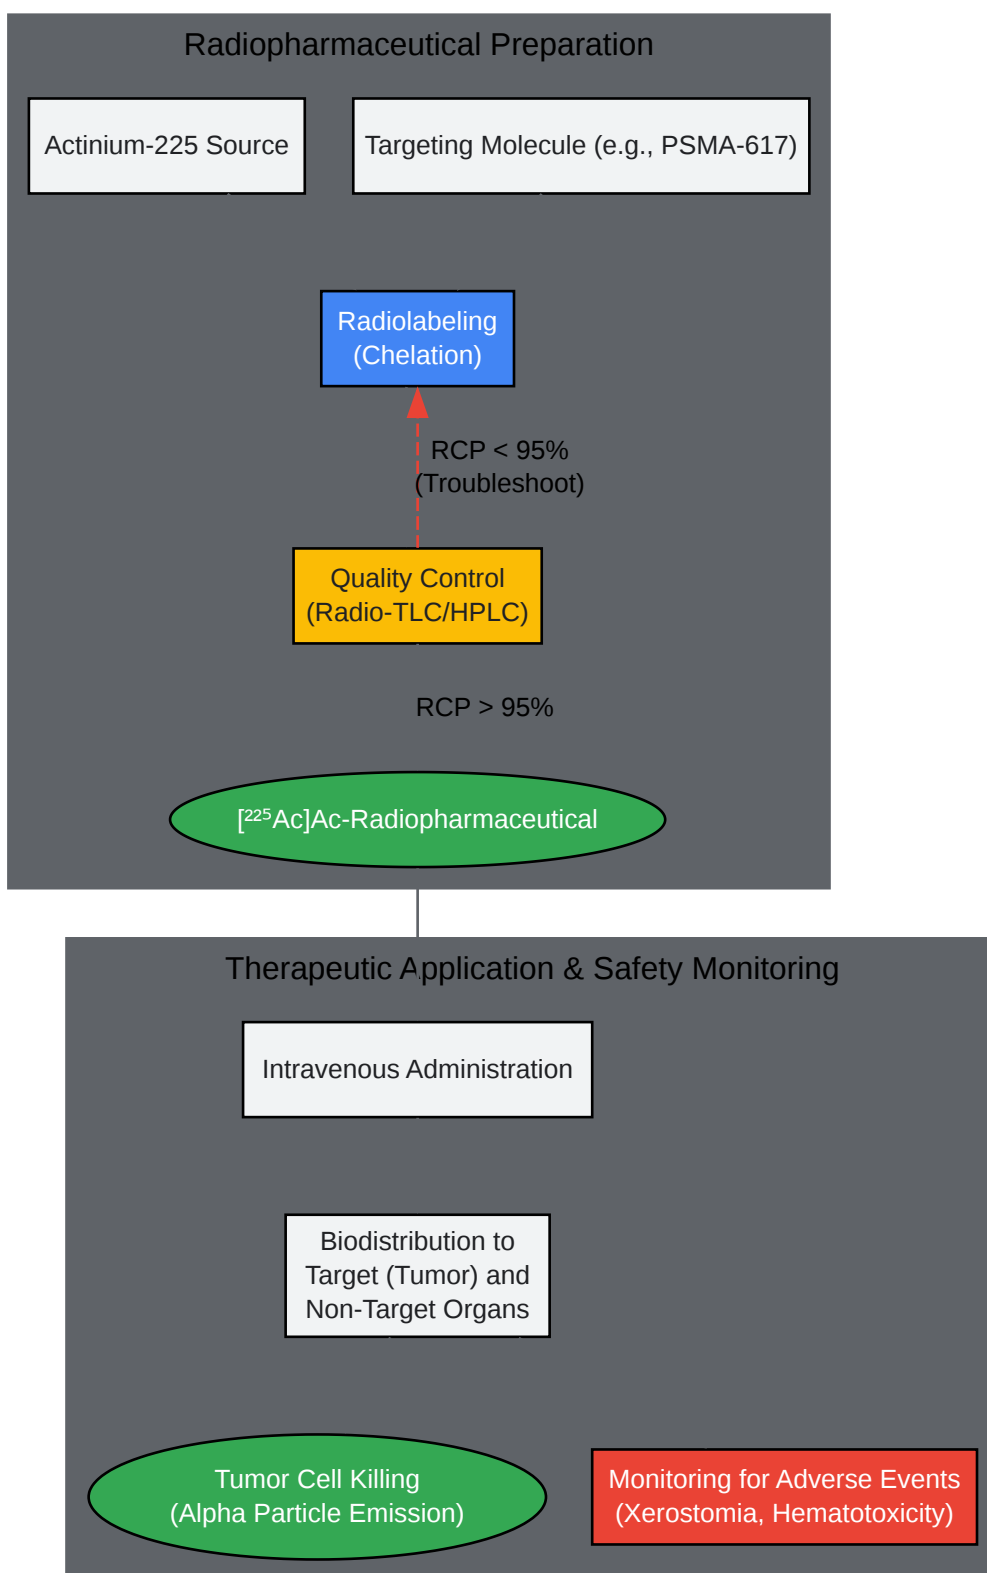 Radiopharmaceutical Preparation
Actinium-225 Source
Targeting Molecule (e.g., PSMA-617)
Radiolabeling
(Chelation)
RCP < 95%
(Troubleshoot)
Quality Control
(Radio-TLC/HPLC)
RCP > 95%
[²²⁵Ac]Ac-Radiopharmaceutical
Therapeutic Application & Safety Monitoring
Intravenous Administration
Biodistribution to
Target (Tumor) and
Non-Target Organs
Tumor Cell Killing
(Alpha Particle Emission)
Monitoring for Adverse Events
(Xerostomia, Hematotoxicity)